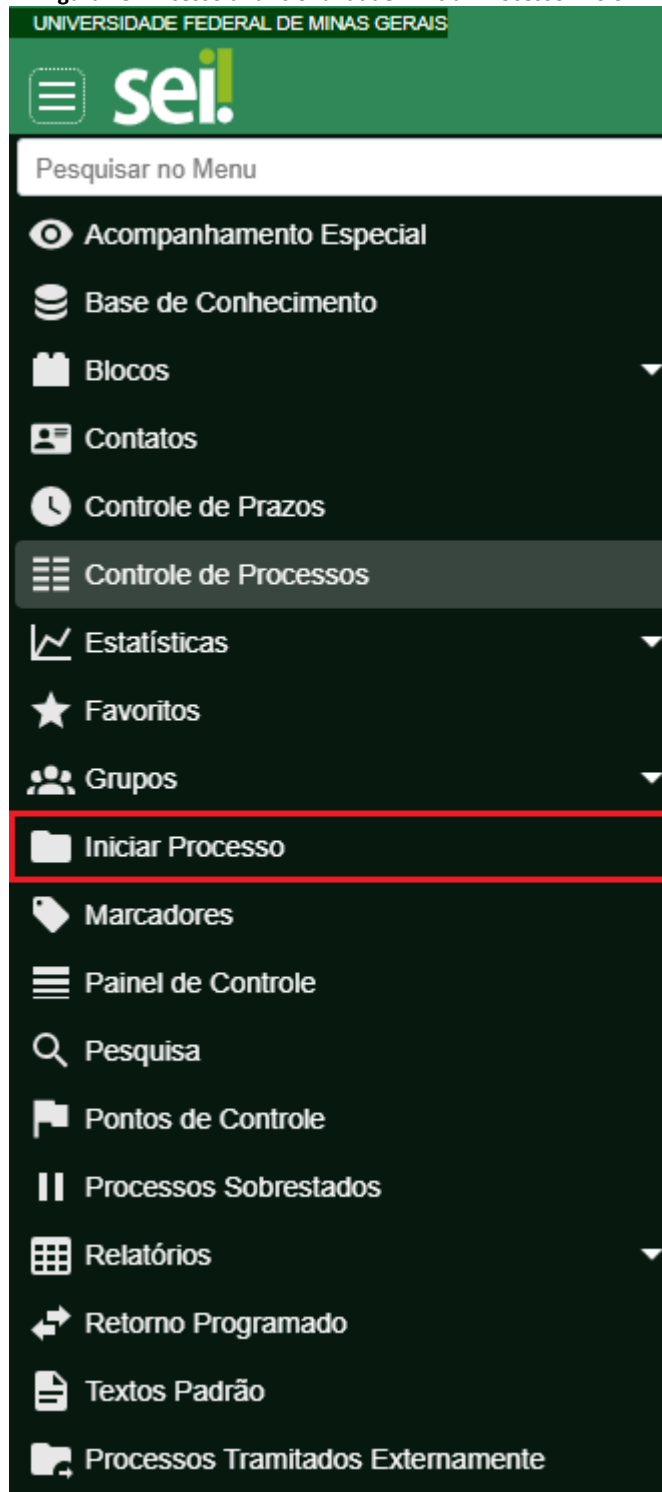 UNIVERSIDADE FEDERAL DE MINAS GERAIS
sei!
Pesquisar no Menu
Acompanhamento Especial
Base de Conhecimento
Blocos
Contatos
Controle de Prazos
Controle de Processos
Estatísticas
Favoritos
Grupos
Iniciar Processo
Marcadores
Painel de Controle
Pesquisa
Pontos de Controle
Processos Sobrestados
Relatórios
Retorno Programado
Textos Padrão
Processos Tramitados Externamente